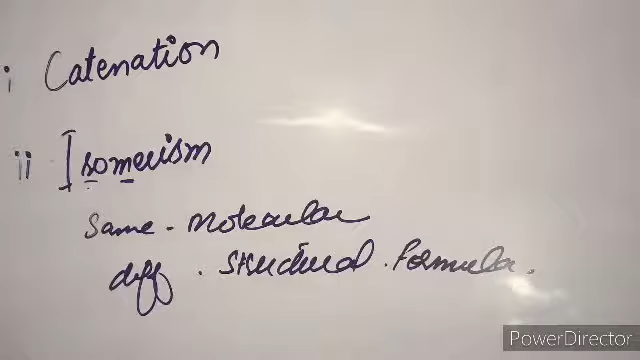 i Catenation
ii Isomerism
Same - Molecular
diff . Structural . Formula .
PowerDirector